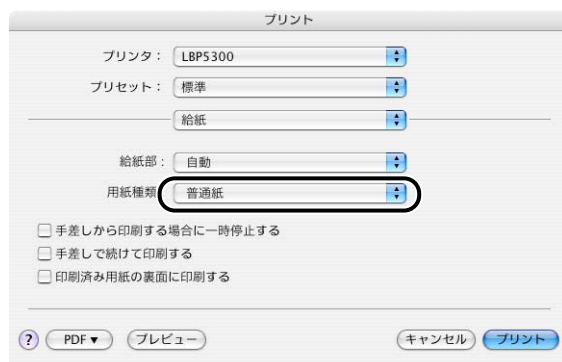 プリント
プリンタ： LBP5300
プリセット： 標準
給紙
給紙部： 自動
用紙種類 普通紙
手差しから印刷する場合に一時停止する
手差しで続けて印刷する
印刷済み用紙の裏面に印刷する
? PDF▼ プレビュー キャンセル プリント